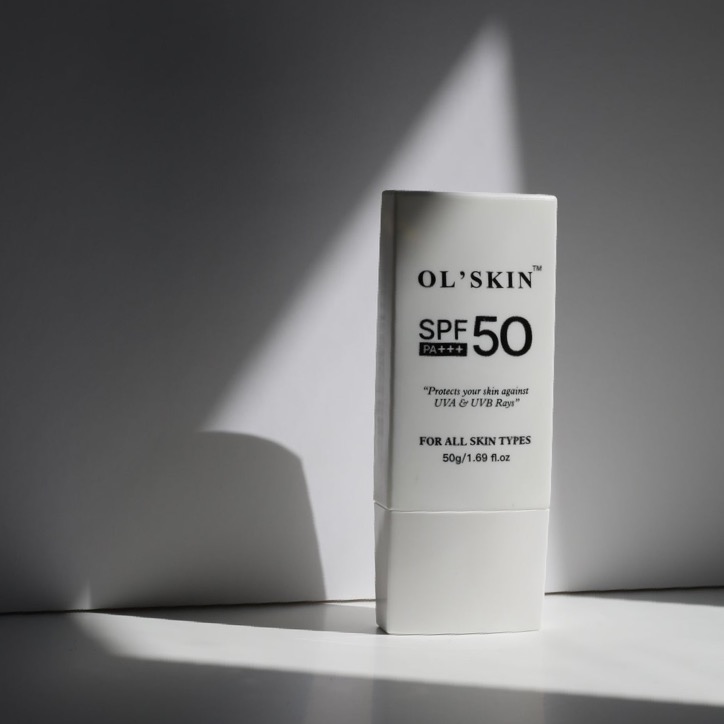 OL’SKIN™
SPF 50
PA+++
“Protects your skin against
UVA & UVB Rays”
FOR ALL SKIN TYPES
50g/1.69 fl.oz